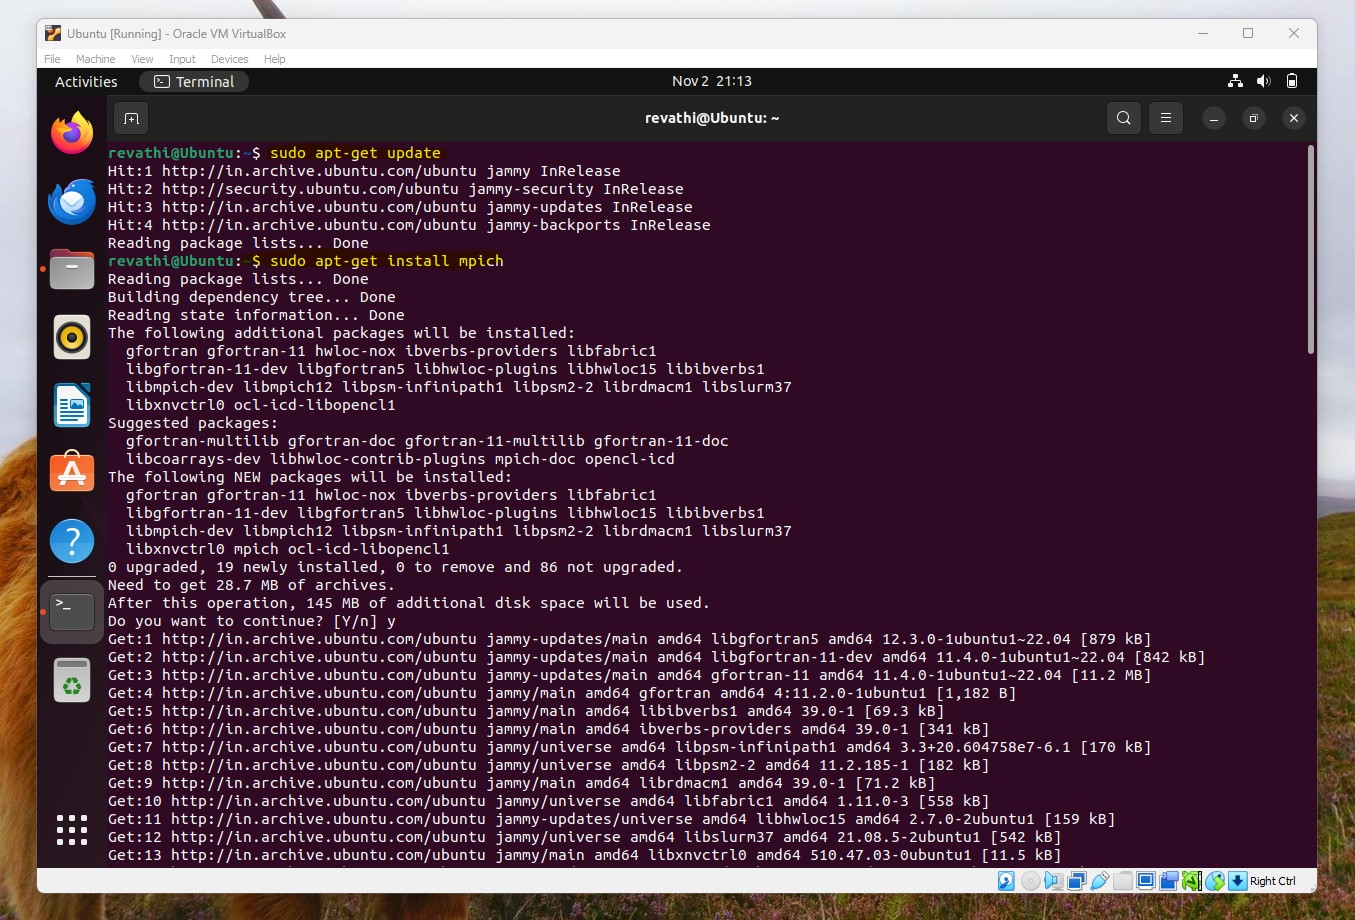 Ubuntu [Running] - Oracle VM VirtualBox
File Machine View Input Devices Help
Activities Terminal Nov 2 21:13
revathi@Ubuntu: ~
revathi@Ubuntu:~$ sudo apt-get update
Hit:1 http://in.archive.ubuntu.com/ubuntu jammy InRelease
Hit:2 http://security.ubuntu.com/ubuntu jammy-security InRelease
Hit:3 http://in.archive.ubuntu.com/ubuntu jammy-updates InRelease
Hit:4 http://in.archive.ubuntu.com/ubuntu jammy-backports InRelease
Reading package lists... Done
revathi@Ubuntu:~$ sudo apt-get install mpich
Reading package lists... Done
Building dependency tree... Done
Reading state information... Done
The following additional packages will be installed:
  gfortran gfortran-11 hwloc-nox ibverbs-providers libfabric1
  libgfortran-11-dev libgfortran5 libhwloc-plugins libhwloc15 libibverbs1
  libmpich-dev libmpich12 libpsm-infinipath1 libpsm2-2 librdmacm1 libslurm37
  libxnvctrl0 ocl-icd-libopencl1
Suggested packages:
  gfortran-multilib gfortran-doc gfortran-11-multilib gfortran-11-doc
  libcoarrays-dev libhwloc-contrib-plugins mpich-doc opencl-icd
The following NEW packages will be installed:
  gfortran gfortran-11 hwloc-nox ibverbs-providers libfabric1
  libgfortran-11-dev libgfortran5 libhwloc-plugins libhwloc15 libibverbs1
  libmpich-dev libmpich12 libpsm-infinipath1 libpsm2-2 librdmacm1 libslurm37
  libxnvctrl0 mpich ocl-icd-libopencl1
0 upgraded, 19 newly installed, 0 to remove and 86 not upgraded.
Need to get 28.7 MB of archives.
After this operation, 145 MB of additional disk space will be used.
Do you want to continue? [Y/n] y
Get:1 http://in.archive.ubuntu.com/ubuntu jammy-updates/main amd64 libgfortran5 amd64 12.3.0-1ubuntu1~22.04 [879 kB]
Get:2 http://in.archive.ubuntu.com/ubuntu jammy-updates/main amd64 libgfortran-11-dev amd64 11.4.0-1ubuntu1~22.04 [842 kB]
Get:3 http://in.archive.ubuntu.com/ubuntu jammy-updates/main amd64 gfortran-11 amd64 11.4.0-1ubuntu1~22.04 [11.2 MB]
Get:4 http://in.archive.ubuntu.com/ubuntu jammy/main amd64 gfortran amd64 4:11.2.0-1ubuntu1 [1,182 B]
Get:5 http://in.archive.ubuntu.com/ubuntu jammy/main amd64 libibverbs1 amd64 39.0-1 [69.3 kB]
Get:6 http://in.archive.ubuntu.com/ubuntu jammy/main amd64 ibverbs-providers amd64 39.0-1 [341 kB]
Get:7 http://in.archive.ubuntu.com/ubuntu jammy/universe amd64 libpsm-infinipath1 amd64 3.3+20.604758e7-6.1 [170 kB]
Get:8 http://in.archive.ubuntu.com/ubuntu jammy/universe amd64 libpsm2-2 amd64 11.2.185-1 [182 kB]
Get:9 http://in.archive.ubuntu.com/ubuntu jammy/main amd64 librdmacm1 amd64 39.0-1 [71.2 kB]
Get:10 http://in.archive.ubuntu.com/ubuntu jammy/universe amd64 libfabric1 amd64 1.11.0-3 [558 kB]
Get:11 http://in.archive.ubuntu.com/ubuntu jammy-updates/universe amd64 libhwloc15 amd64 2.7.0-2ubuntu1 [159 kB]
Get:12 http://in.archive.ubuntu.com/ubuntu jammy/universe amd64 libslurm37 amd64 21.08.5-2ubuntu1 [542 kB]
Get:13 http://in.archive.ubuntu.com/ubuntu jammy/main amd64 libxnvctrl0 amd64 510.47.03-0ubuntu1 [11.5 kB]
Right Ctrl